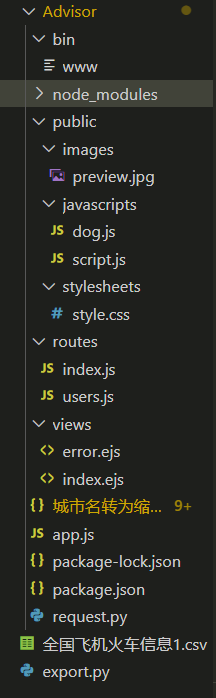 Advisor
bin
www
node_modules
public
images
preview.jpg
javascripts
JS dog.js
JS script.js
stylesheets
# style.css
routes
JS index.js
JS users.js
views
<> error.ejs
<> index.ejs
{} 城市名转为缩... 9+
JS app.js
{} package-lock.json
{} package.json
request.py
全国飞机火车信息1.csv
export.py